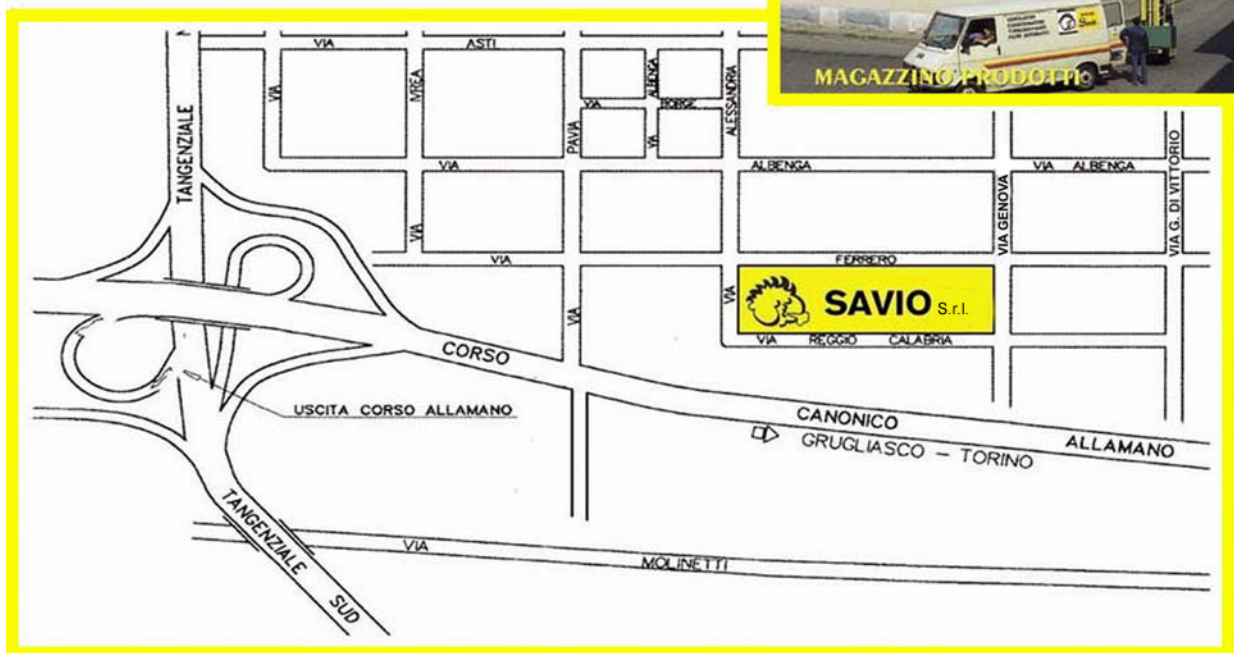 MAGAZZINO PRODOTTI
VIA ASTI
TANGENZIALE
VIA
VIA IVREA
VIA PAVIA
VIA ALBENGA
VIA BORGE
VIA ALESSANDRIA
VIA ALBENGA
VIA ALBENGA
VIA GENOVA
VIA G. DI VITTORIO
VIA FERRERO
SAVIO S.r.l.
VIA REGGIO CALABRIA
CORSO CANONICO ALLAMANO
USCITA CORSO ALLAMANO
GRUGLIASCO – TORINO
TANGENZIALE SUD
VIA MOLINETTI